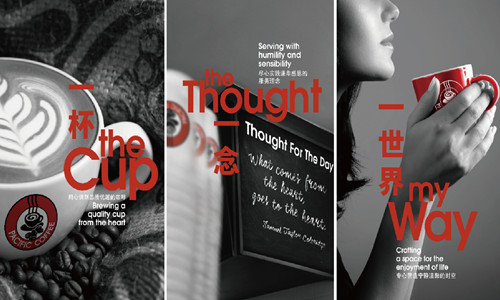 一杯
the
Cup
Brewing a
quality cup
from the heart
PACIFIC COFFEE
Serving with
humility and
sensibility
the
Thought
一念
Thought For The Day
What comes from
the heart,
goes to the heart.
Samuel Taylor Coleridge
一世界
my
Way
Crafting
a space for the
enjoyment of life